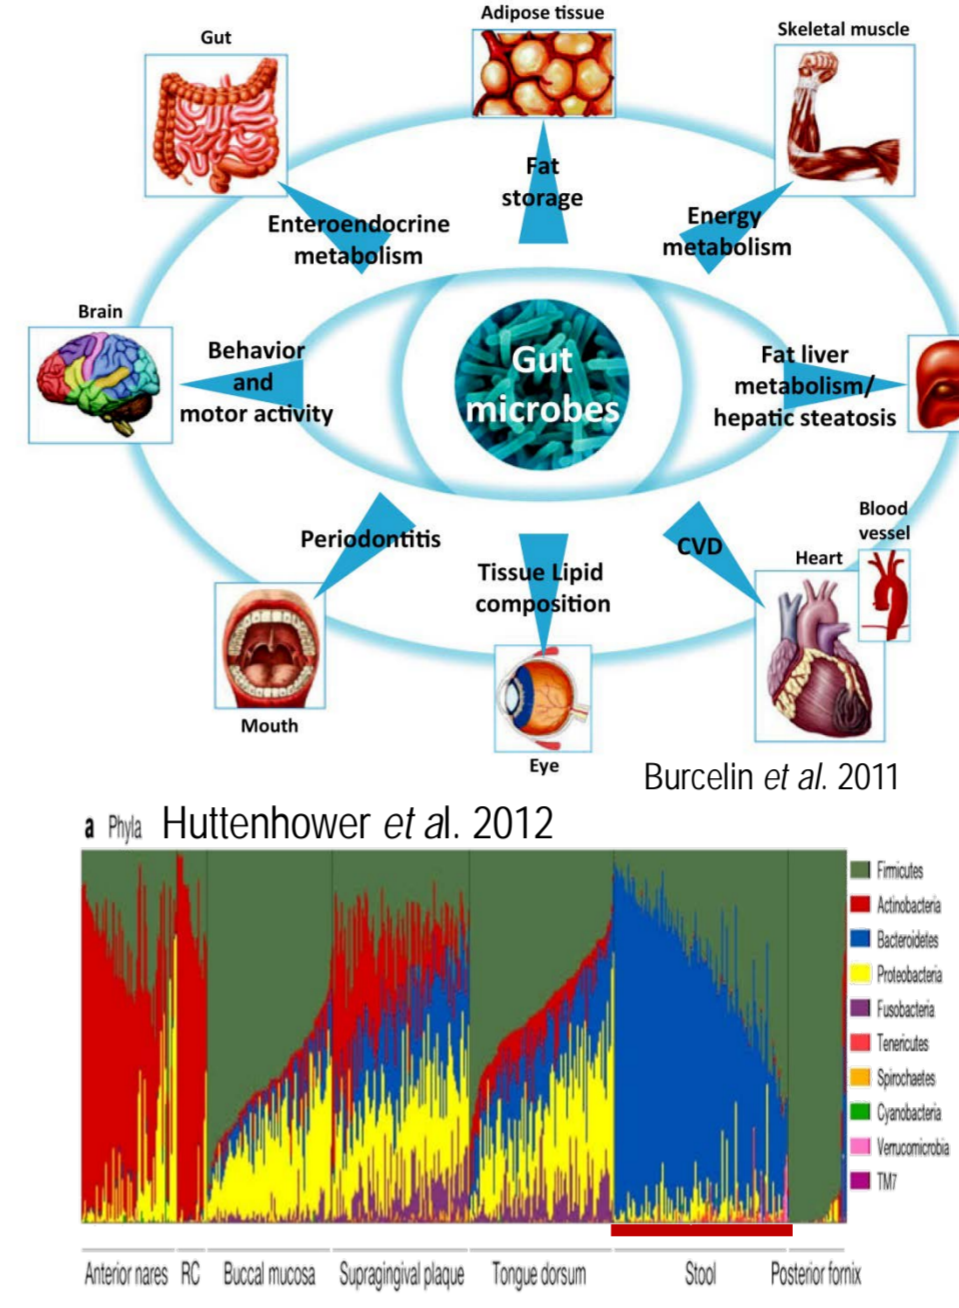 Adipose tissue
Gut
Skeletal muscle
Fat
storage
Enteroendocrine
metabolism
Energy
metabolism
Brain
Behavior
and
motor activity
Gut
microbes
Fat liver
metabolism/
hepatic steatosis
Periodontitis
Tissue Lipid
composition
CVD
Blood
vessel
Heart
Mouth
Eye
Burcelin et al. 2011
a Phyla Huttenhower et al. 2012
Firmicutes
Actinobacteria
Bacteroidetes
Proteobacteria
Fusobacteria
Tenericutes
Spirochaetes
Cyanobacteria
Verrucomicrobia
TM7
Anterior nares RC Buccal mucosa Supragingival plaque Tongue dorsum Stool Posterior fornix